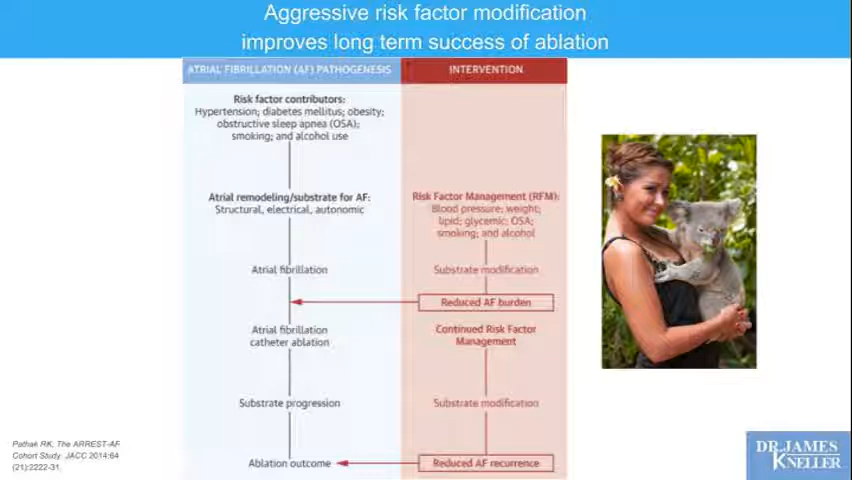 Aggressive risk factor modification
improves long term success of ablation
ATRIAL FIBRILLATION (AF) PATHOGENESIS
INTERVENTION
Risk factor contributors:
Hypertension; diabetes mellitus; obesity;
obstructive sleep apnea (OSA);
smoking; and alcohol use
Atrial remodeling/substrate for AF:
Structural, electrical, autonomic
Risk Factor Management (RFM):
Blood pressure; weight;
lipid; glycemic; OSA;
smoking; and alcohol
Atrial fibrillation
Substrate modification
Reduced AF burden
Atrial fibrillation
catheter ablation
Continued Risk Factor
Management
Substrate progression
Substrate modification
Ablation outcome
Reduced AF recurrence
Pathak RK, The ARREST-AF
Cohort Study. JACC 2014:64
(21):2222-31.
DR.JAMES
KNELLER